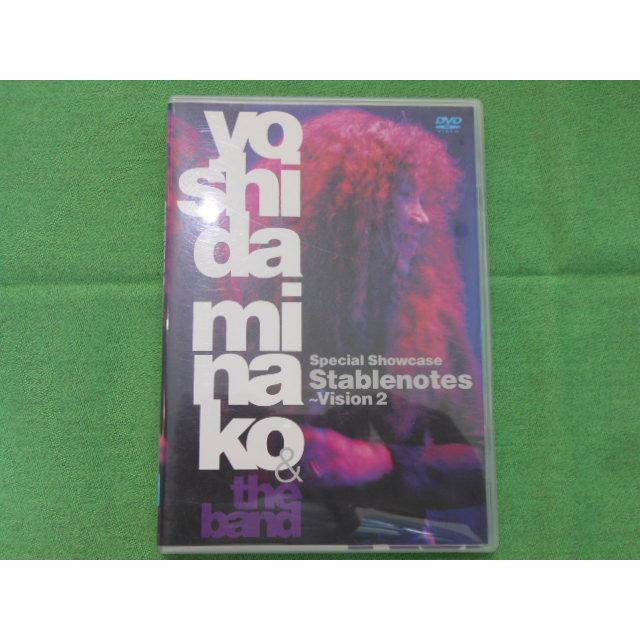 yo
shi
da
mi
na
ko
&
the
band
DVD
VIDEO
Special Showcase
Stablenotes
~Vision 2